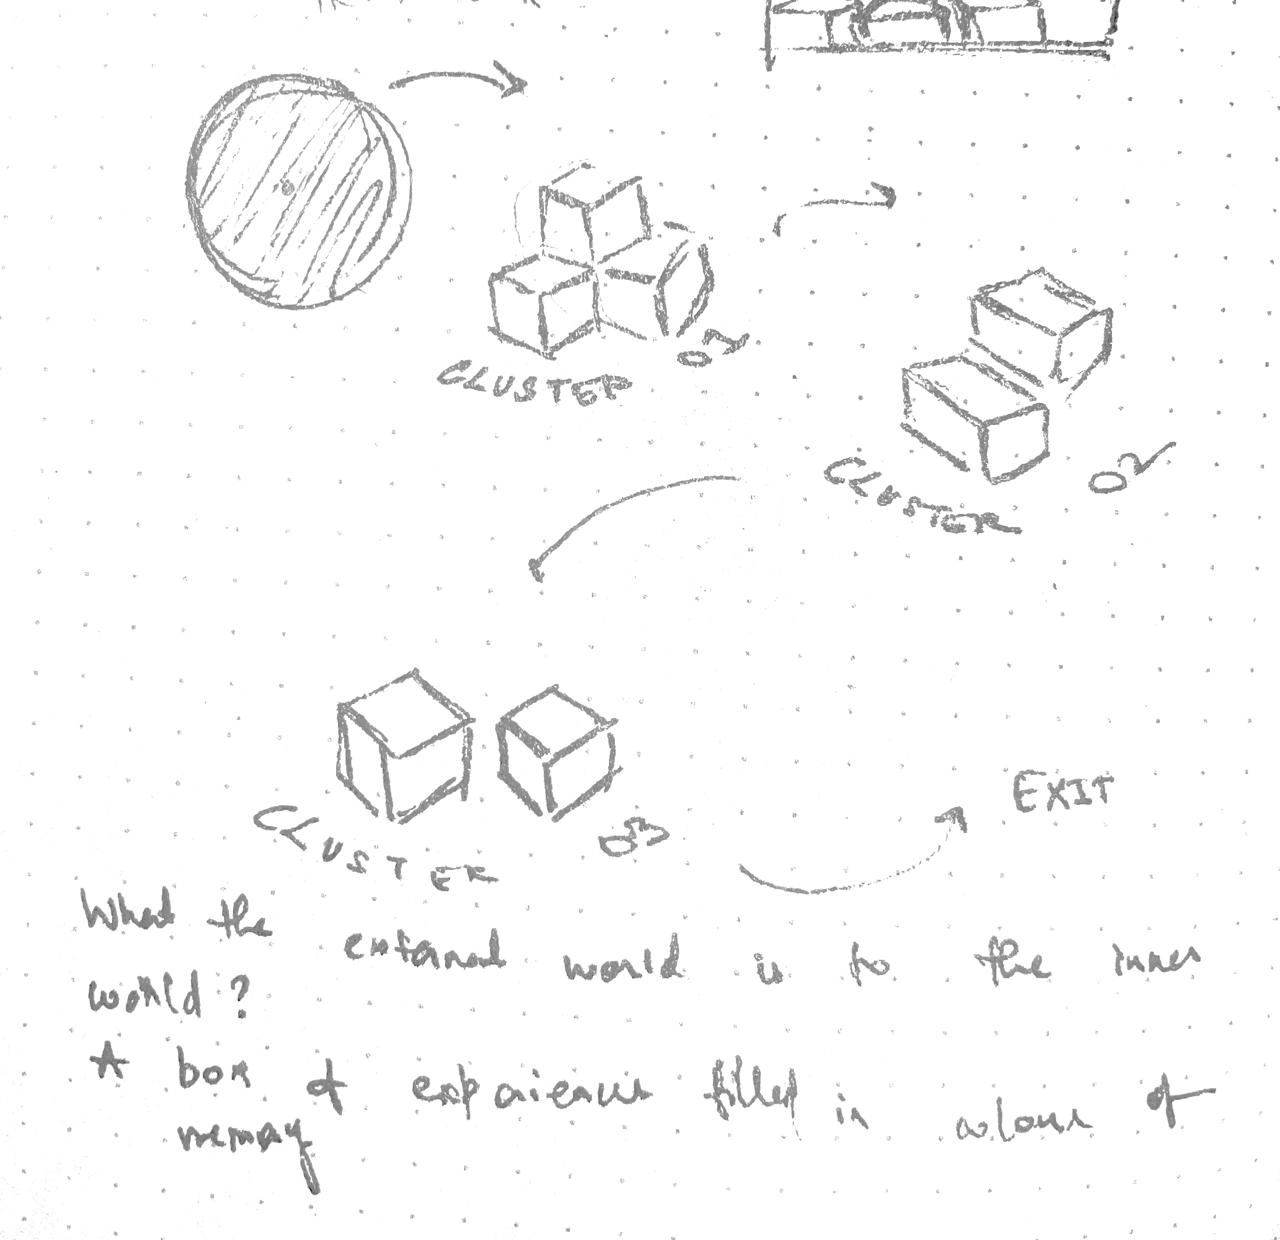 CLUSTER 01
CLUSTER 02
CLUSTER 03
EXIT
What the external world is to the inner
world?
A box of experiences filled in colours of
memory